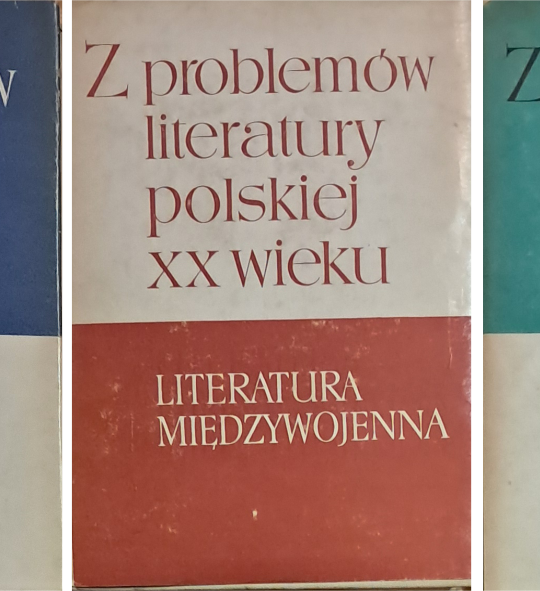 Z problemów
literatury
polskiej
XX wieku
LITERATURA
MIĘDZYWOJENNA